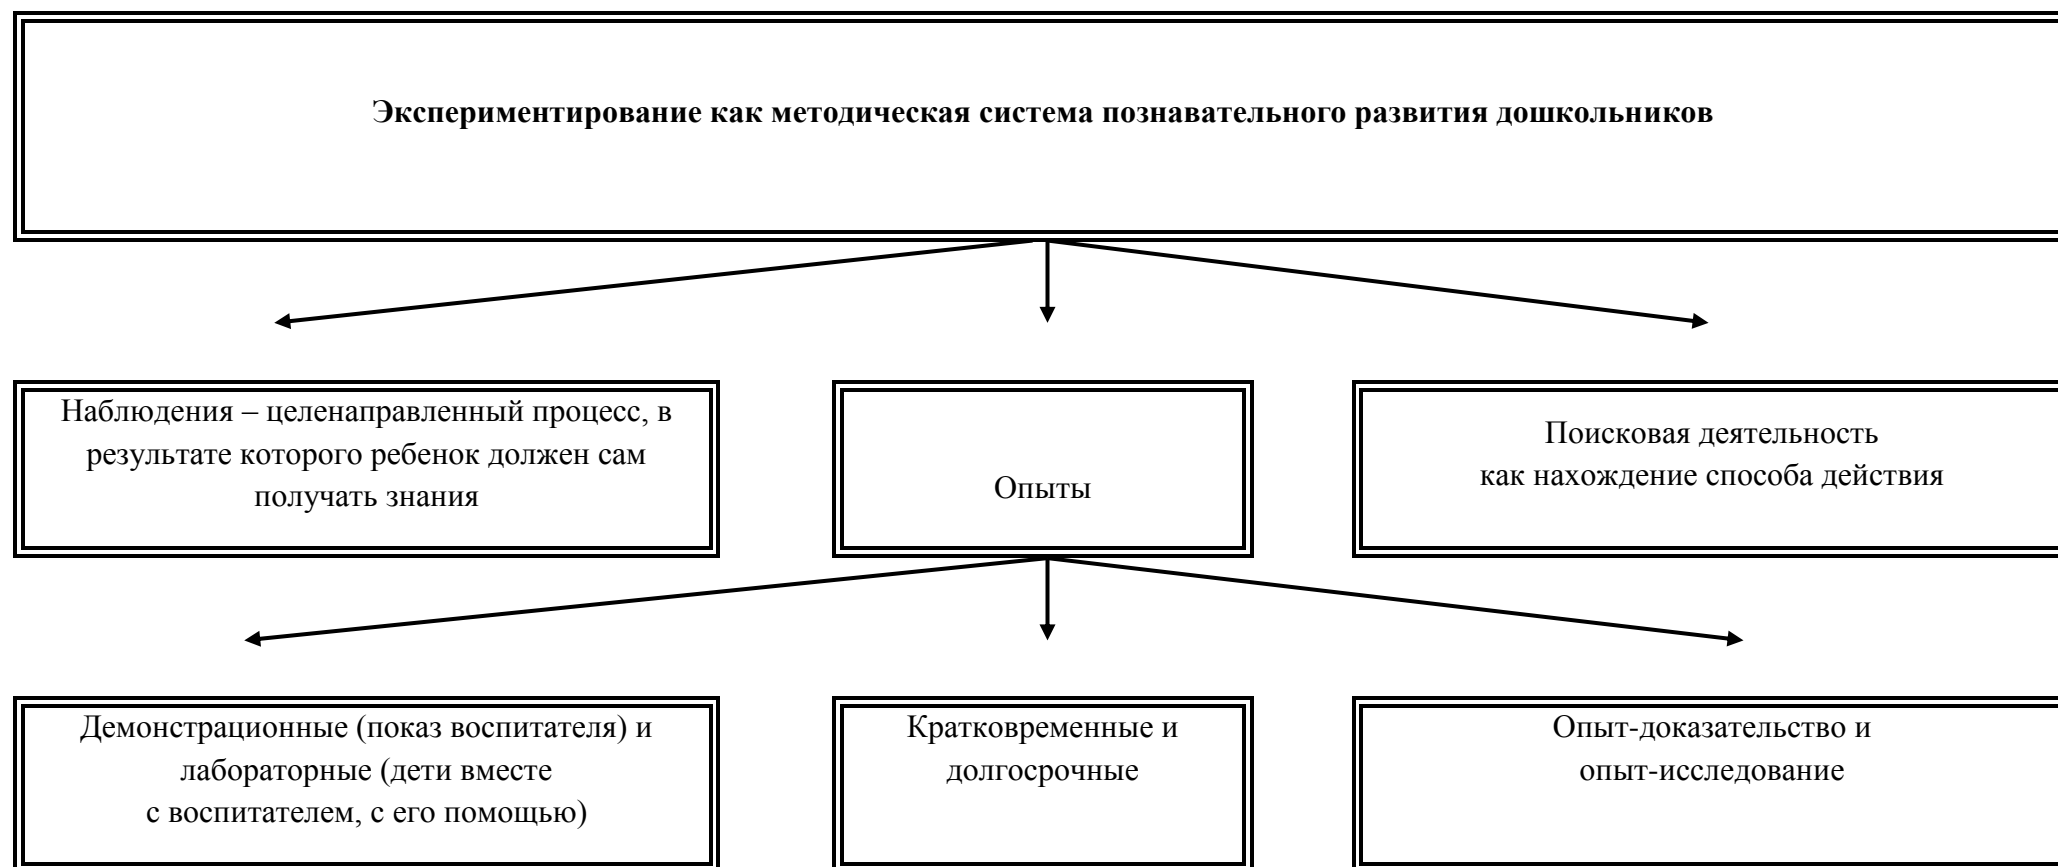 Экспериментирование как методическая система познавательного развития дошкольников
Наблюдения – целенаправленный процесс, в
результате которого ребенок должен сам
получать знания
Опыты
Поисковая деятельность
как нахождение способа действия
Демонстрационные (показ воспитателя) и
лабораторные (дети вместе
с воспитателем, с его помощью)
Кратковременные и
долгосрочные
Опыт-доказательство и
опыт-исследование